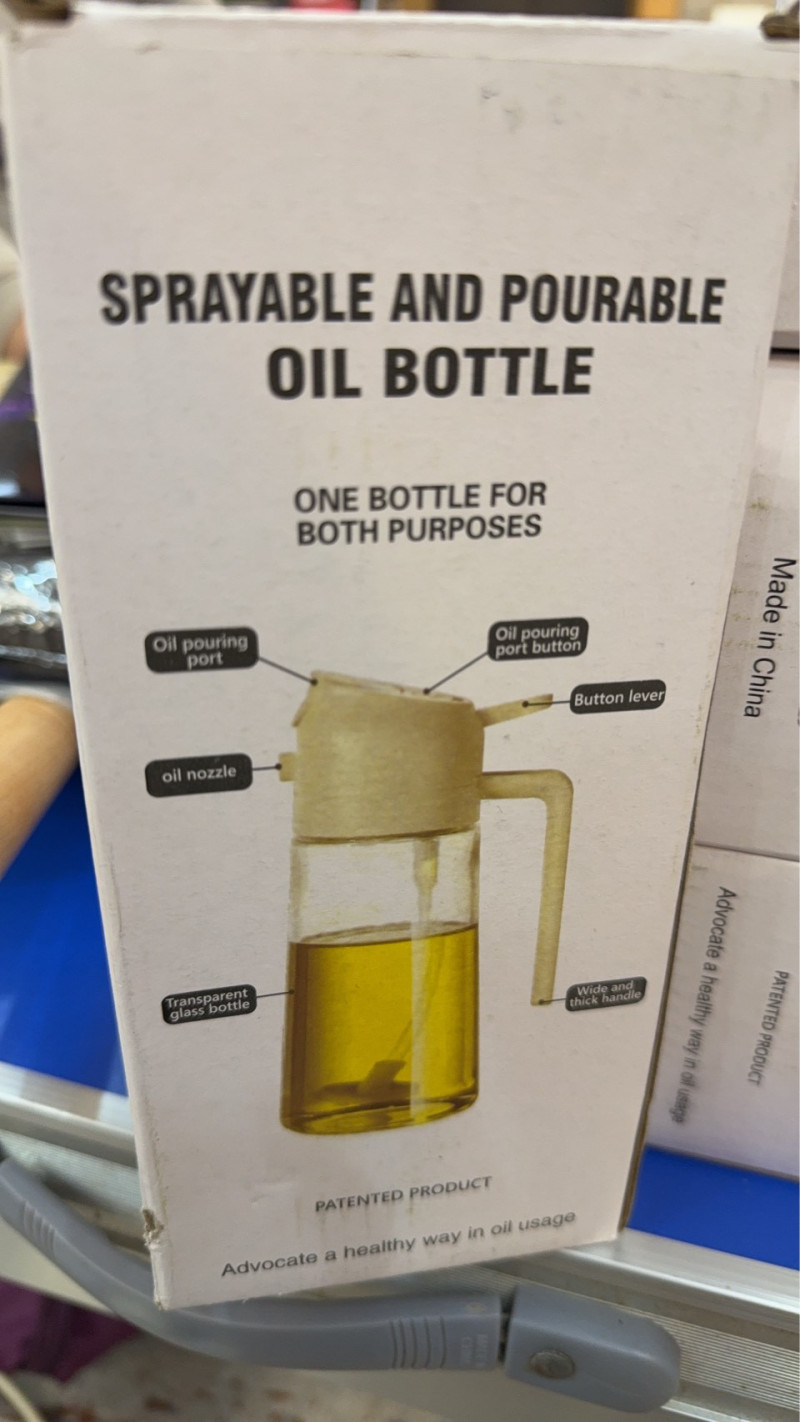 SPRAYABLE AND POURABLE
OIL BOTTLE
ONE BOTTLE FOR
BOTH PURPOSES
Oil pouring
port
Oil pouring
port button
Button lever
oil nozzle
Transparent
glass bottle
Wide and
thick handle
PATENTED PRODUCT
Advocate a healthy way in oil usage
Made in China
PATENTED PRODUCT
Advocate a healthy way in oil usage